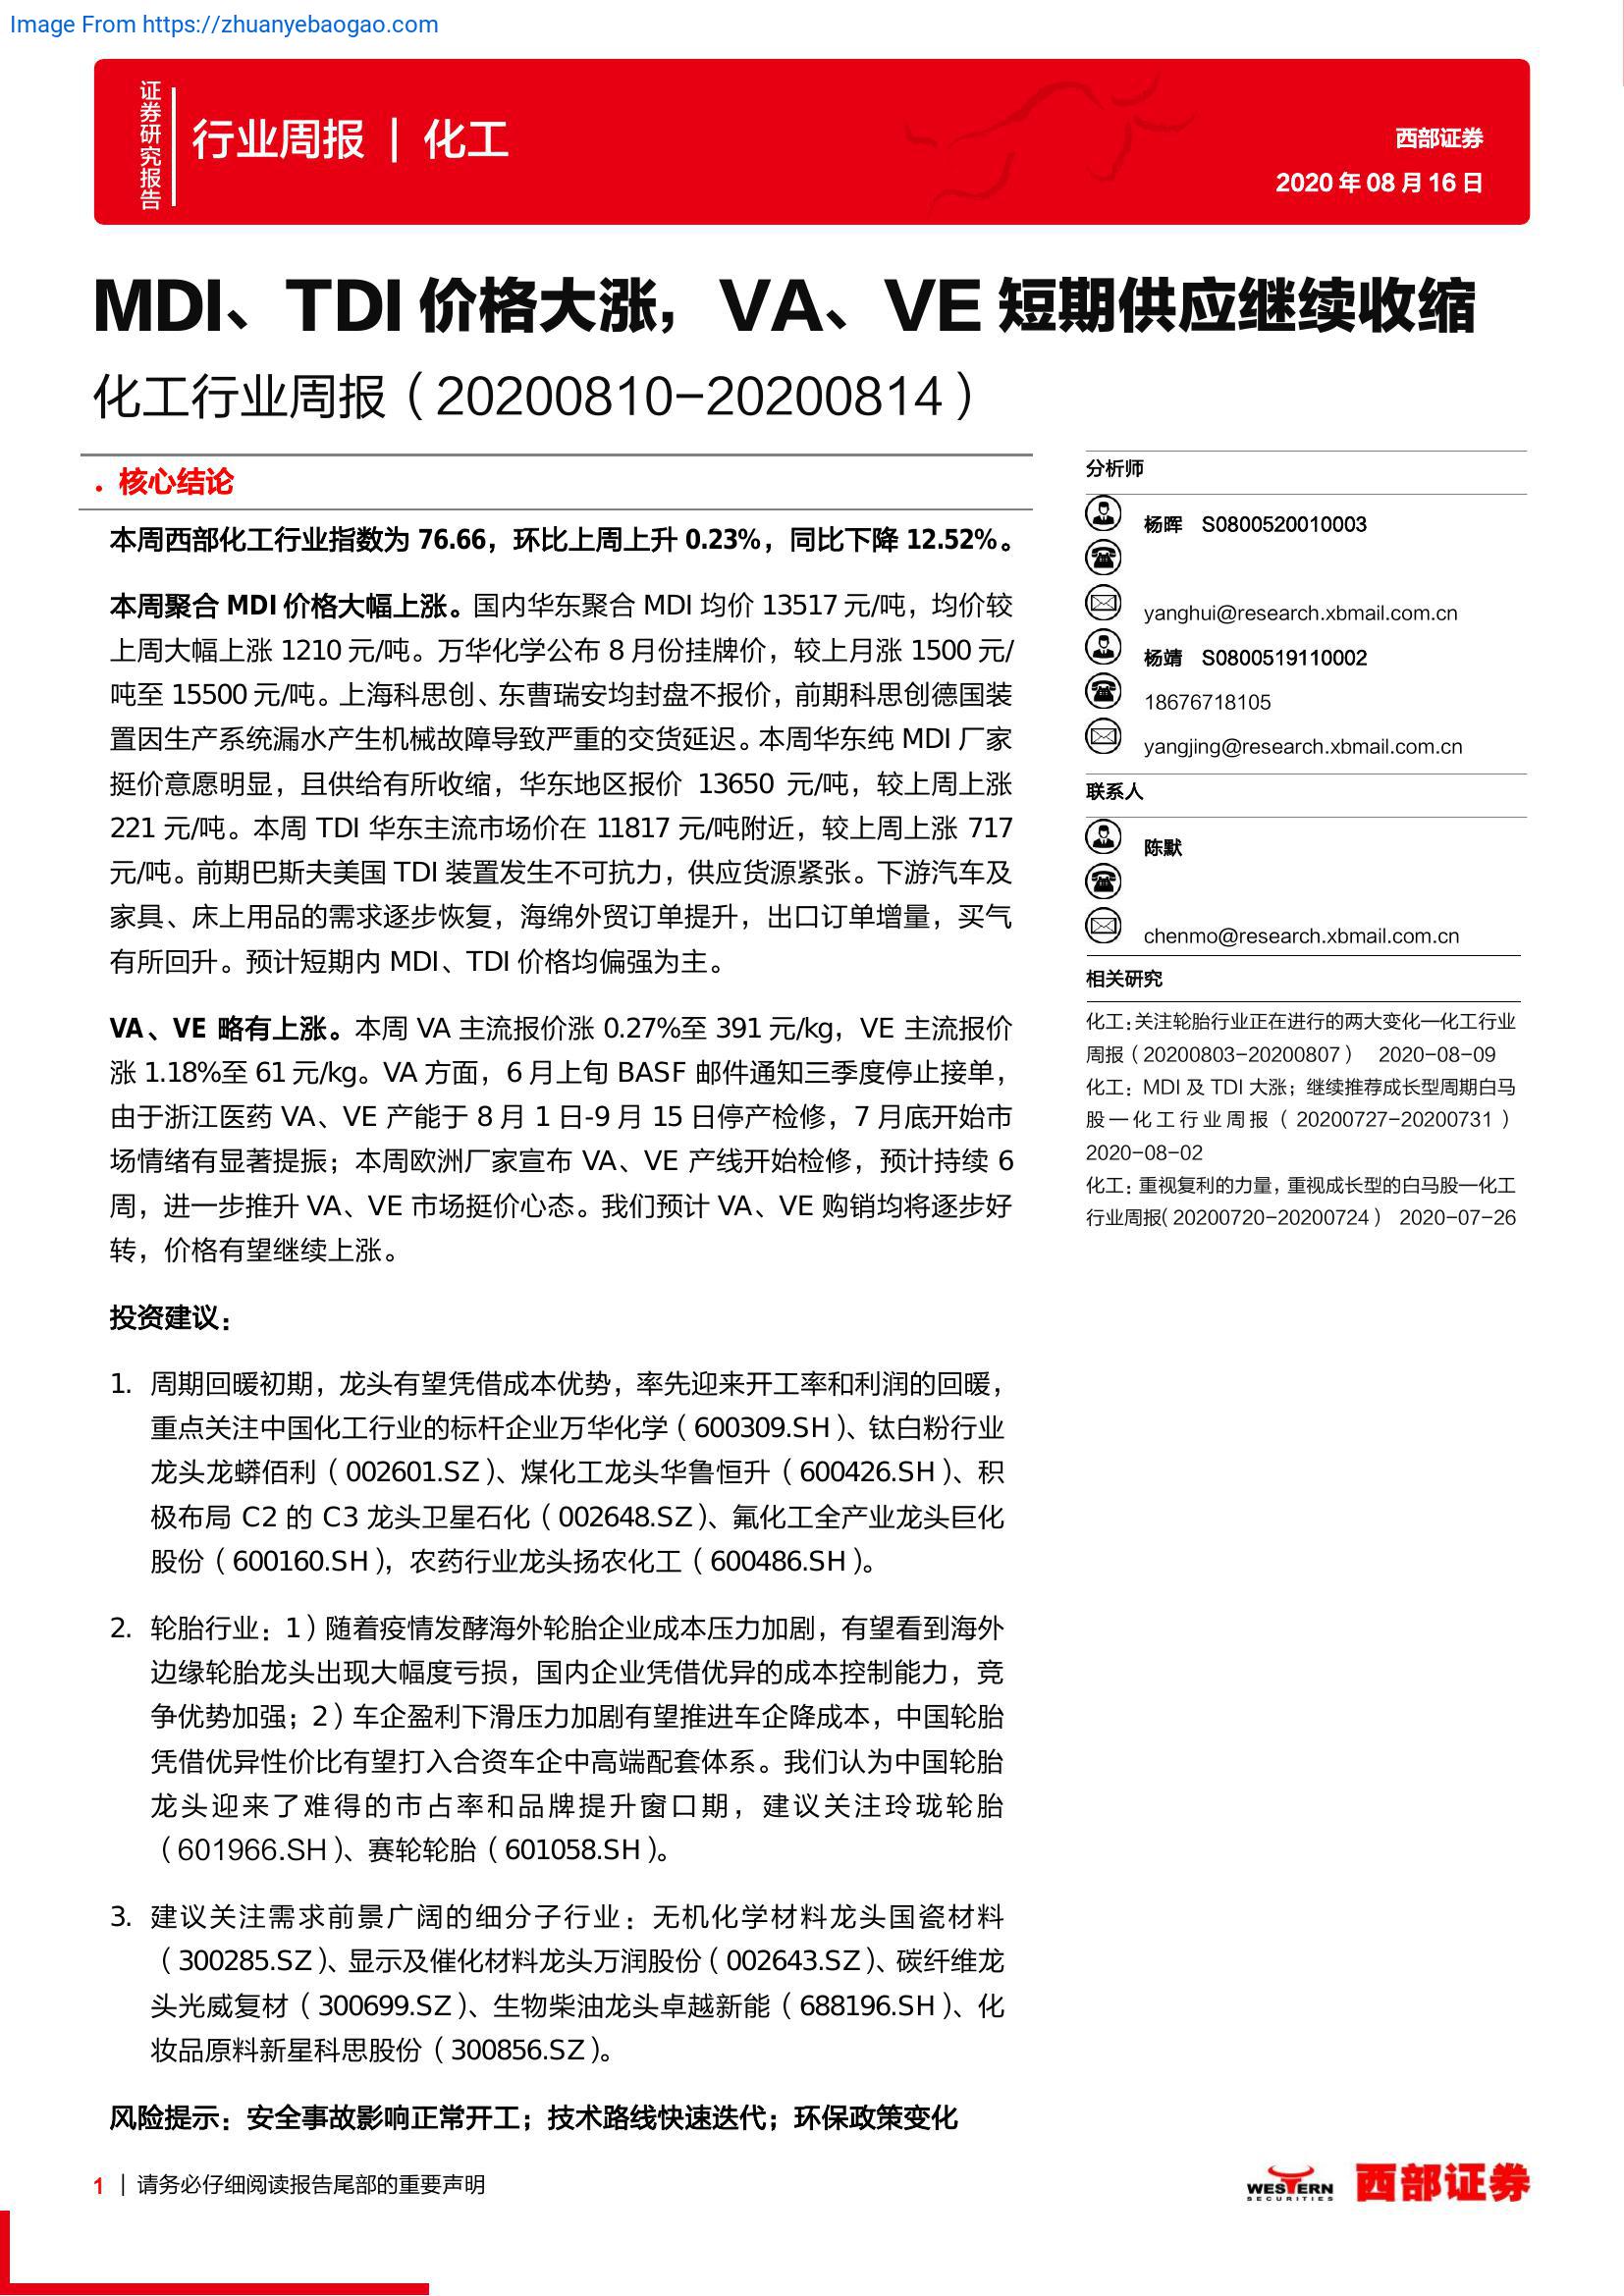 Image From https://zhuanyebaogao.com
证券研究报告
行业周报 | 化工
西部证券
2020 年 08 月 16 日
MDI、TDI 价格大涨，VA、VE 短期供应继续收缩
化工行业周报（20200810-20200814）
核心结论
本周西部化工行业指数为 76.66，环比上周上升 0.23%，同比下降 12.52%。
本周聚合 MDI 价格大幅上涨。国内华东聚合 MDI 均价 13517 元/吨，均价较
上周大幅上涨 1210 元/吨。万华化学公布 8 月份挂牌价，较上月涨 1500 元/
吨至 15500 元/吨。上海科思创、东曹瑞安均封盘不报价，前期科思创德国装
置因生产系统漏水产生机械故障导致严重的交货延迟。本周华东纯 MDI 厂家
挺价意愿明显，且供给有所收缩，华东地区报价 13650 元/吨，较上周上涨
221 元/吨。本周 TDI 华东主流市场价在 11817 元/吨附近，较上周上涨 717
元/吨。前期巴斯夫美国 TDI 装置发生不可抗力，供应货源紧张。下游汽车及
家具、床上用品的需求逐步恢复，海绵外贸订单提升，出口订单增量，买气
有所回升。预计短期内 MDI、TDI 价格均偏强为主。
VA、VE 略有上涨。本周 VA 主流报价涨 0.27%至 391 元/kg，VE 主流报价
涨 1.18%至 61 元/kg。VA 方面，6 月上旬 BASF 邮件通知三季度停止接单，
由于浙江医药 VA、VE 产能于 8 月 1 日-9 月 15 日停产检修，7 月底开始市
场情绪有显著提振；本周欧洲厂家宣布 VA、VE 产线开始检修，预计持续 6
周，进一步推升 VA、VE 市场挺价心态。我们预计 VA、VE 购销均将逐步好
转，价格有望继续上涨。
投资建议：
1. 周期回暖初期，龙头有望凭借成本优势，率先迎来开工率和利润的回暖，
重点关注中国化工行业的标杆企业万华化学（600309.SH）、钛白粉行业
龙头龙蟒佰利（002601.SZ）、煤化工龙头华鲁恒升（600426.SH）、积
极布局 C2 的 C3 龙头卫星石化（002648.SZ）、氟化工全产业龙头巨化
股份（600160.SH），农药行业龙头扬农化工（600486.SH）。
2. 轮胎行业：1）随着疫情发酵海外轮胎企业成本压力加剧，有望看到海外
边缘轮胎龙头出现大幅度亏损，国内企业凭借优异的成本控制能力，竞
争优势加强；2）车企盈利下滑压力加剧有望推进车企降成本，中国轮胎
凭借优异性价比有望打入合资车企中高端配套体系。我们认为中国轮胎
龙头迎来了难得的市占率和品牌提升窗口期，建议关注玲珑轮胎
（601966.SH）、赛轮轮胎（601058.SH）。
3. 建议关注需求前景广阔的细分子行业：无机化学材料龙头国瓷材料
（300285.SZ）、显示及催化材料龙头万润股份（002643.SZ）、碳纤维龙
头光威复材（300699.SZ）、生物柴油龙头卓越新能（688196.SH）、化
妆品原料新星科思股份（300856.SZ）。
风险提示：安全事故影响正常开工；技术路线快速迭代；环保政策变化
分析师
杨晖 S0800520010003
yanghui@research.xbmail.com.cn
杨靖 S0800519110002
18676718105
yangjing@research.xbmail.com.cn
联系人
陈默
chenmo@research.xbmail.com.cn
相关研究
化工：关注轮胎行业正在进行的两大变化—化工行业
周报（20200803-20200807） 2020-08-09
化工：MDI 及 TDI 大涨；继续推荐成长型周期白马
股—化工行业周报（20200727-20200731）
2020-08-02
化工：重视复利的力量，重视成长型的白马股—化工
行业周报（20200720-20200724） 2020-07-26
1 | 请务必仔细阅读报告尾部的重要声明
WESTERN
SECURITIES
西部证券